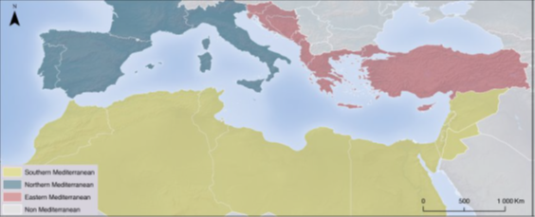 N
Southern Mediterranean
Northern Mediterranean
Eastern Mediterranean
Non Mediterranean
0 500 1 000 Km